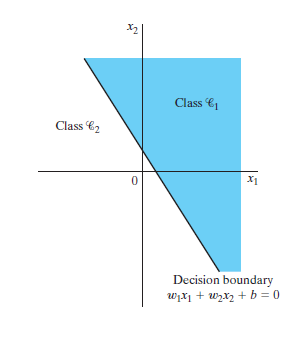 x₂
Class 𝒞₁
Class 𝒞₂
0
x₁
Decision boundary
w₁x₁ + w₂x₂ + b = 0